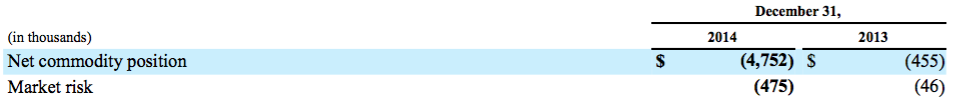 December 31,
(in thousands) 2014 2013
Net commodity position $ (4,752) $ (455)
Market risk (475) (46)